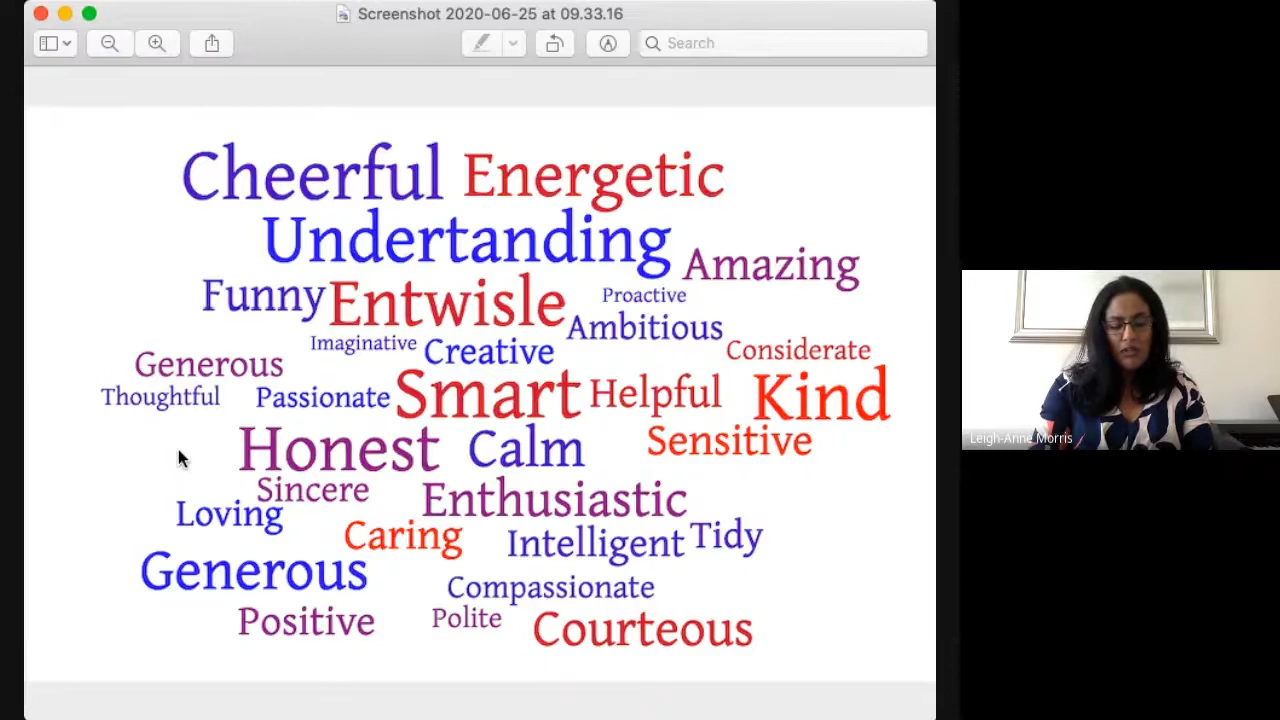 Screenshot 2020-06-25 at 09.33.16
Search
Cheerful Energetic
Undertanding
Amazing
Funny Entwisle Proactive
Ambitious
Imaginative Creative Considerate
Generous
Thoughtful Passionate Smart Helpful Kind
Honest Calm Sensitive
Leigh-Anne Morris
Sincere Enthusiastic
Loving
Caring Intelligent Tidy
Generous Compassionate
Positive Polite Courteous